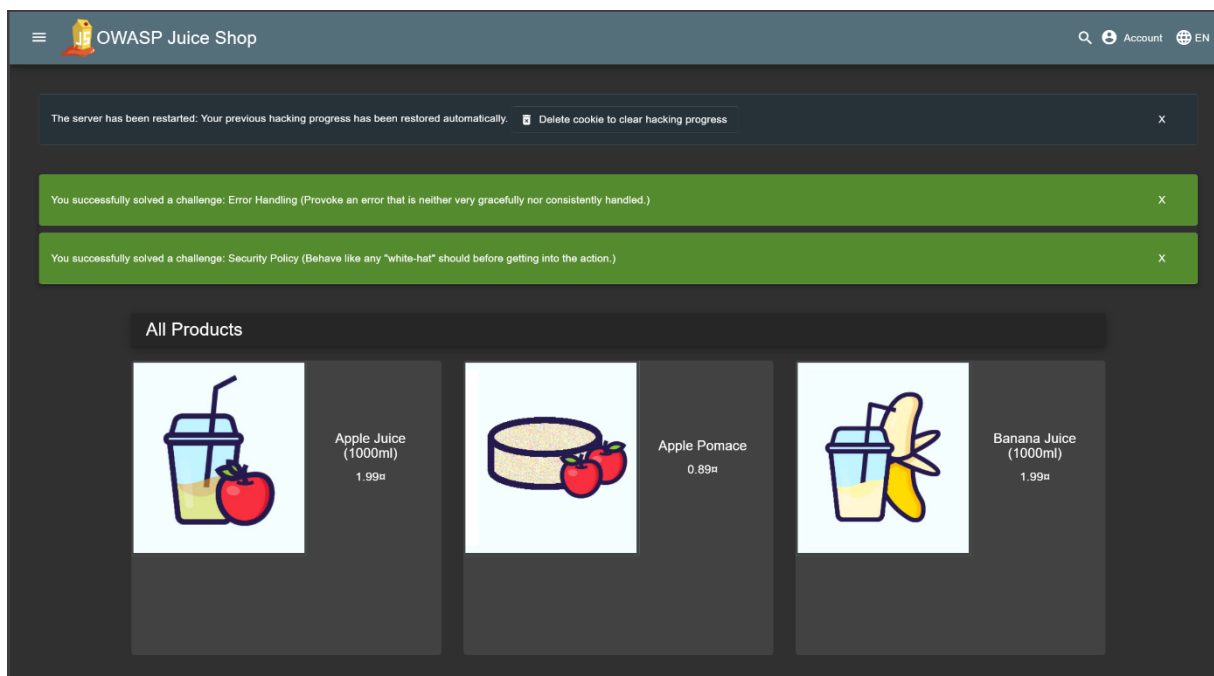 OWASP Juice Shop
Account
EN
The server has been restarted: Your previous hacking progress has been restored automatically.
Delete cookie to clear hacking progress
X
You successfully solved a challenge: Error Handling (Provoke an error that is neither very gracefully nor consistently handled.)
X
You successfully solved a challenge: Security Policy (Behave like any "white-hat" should before getting into the action.)
X
All Products
Apple Juice
(1000ml)
1.99¤
Apple Pomace
0.89¤
Banana Juice
(1000ml)
1.99¤